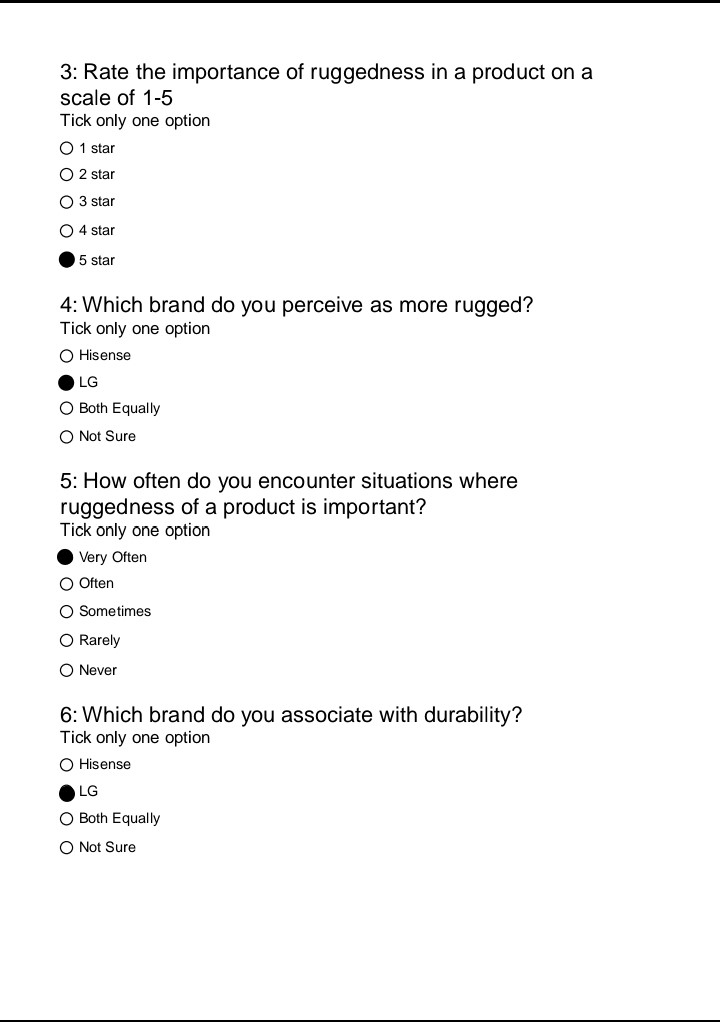 3: Rate the importance of ruggedness in a product on a
scale of 1-5
Tick only one option
1 star
2 star
3 star
4 star
5 star
4: Which brand do you perceive as more rugged?
Tick only one option
Hisense
LG
Both Equally
Not Sure
5: How often do you encounter situations where
ruggedness of a product is important?
Tick only one option
Very Often
Often
Sometimes
Rarely
Never
6: Which brand do you associate with durability?
Tick only one option
Hisense
LG
Both Equally
Not Sure